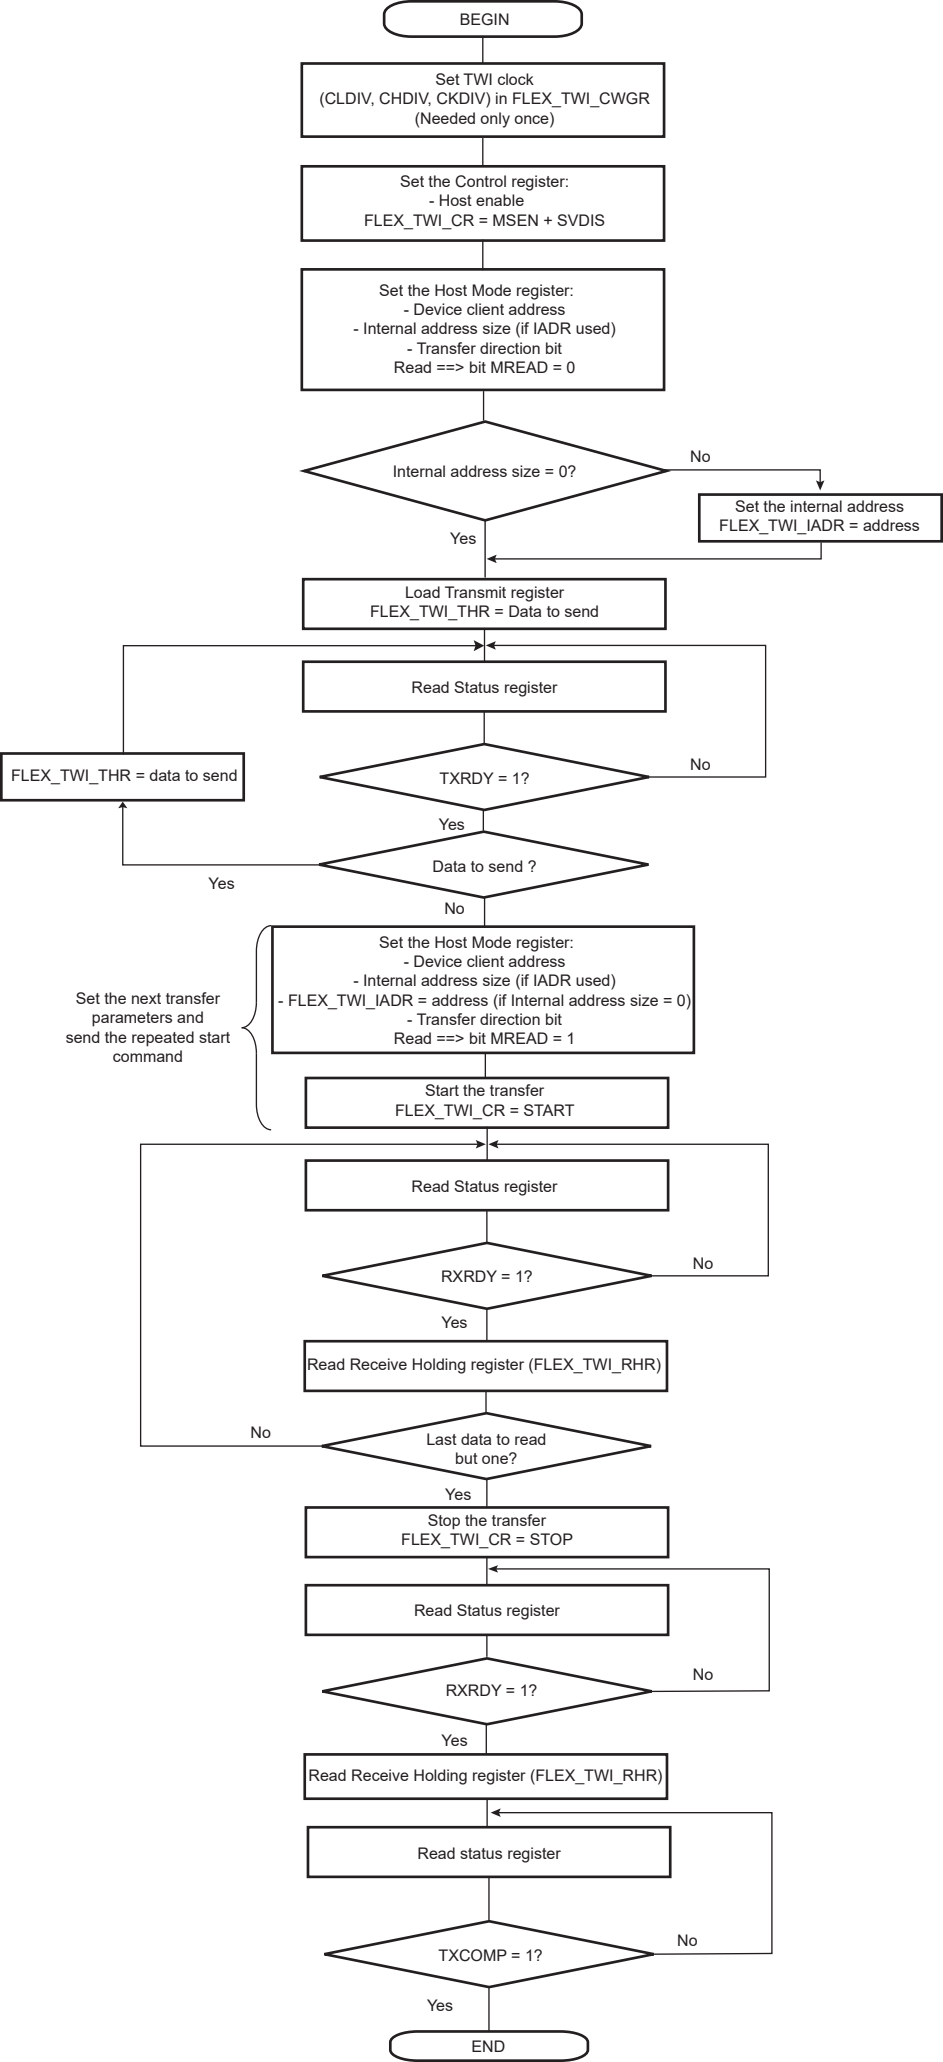 BEGIN
Set TWI clock
(CLDIV, CHDIV, CKDIV) in FLEX_TWI_CWGR
(Needed only once)
Set the Control register:
- Host enable
FLEX_TWI_CR = MSEN + SVDIS
Set the Host Mode register:
- Device client address
- Internal address size (if IADR used)
- Transfer direction bit
Read ==> bit MREAD = 0
Internal address size = 0?
No
Set the internal address
FLEX_TWI_IADR = address
Yes
Load Transmit register
FLEX_TWI_THR = Data to send
Read Status register
TXRDY = 1?
No
FLEX_TWI_THR = data to send
Yes
Data to send ?
Yes
No
Set the Host Mode register:
- Device client address
- Internal address size (if IADR used)
- FLEX_TWI_IADR = address (if Internal address size = 0)
- Transfer direction bit
Read ==> bit MREAD = 1
Set the next transfer
parameters and
send the repeated start
command
Start the transfer
FLEX_TWI_CR = START
Read Status register
RXRDY = 1?
No
Yes
Read Receive Holding register (FLEX_TWI_RHR)
Last data to read
but one?
No
Yes
Stop the transfer
FLEX_TWI_CR = STOP
Read Status register
RXRDY = 1?
No
Yes
Read Receive Holding register (FLEX_TWI_RHR)
Read status register
TXCOMP = 1?
No
Yes
END